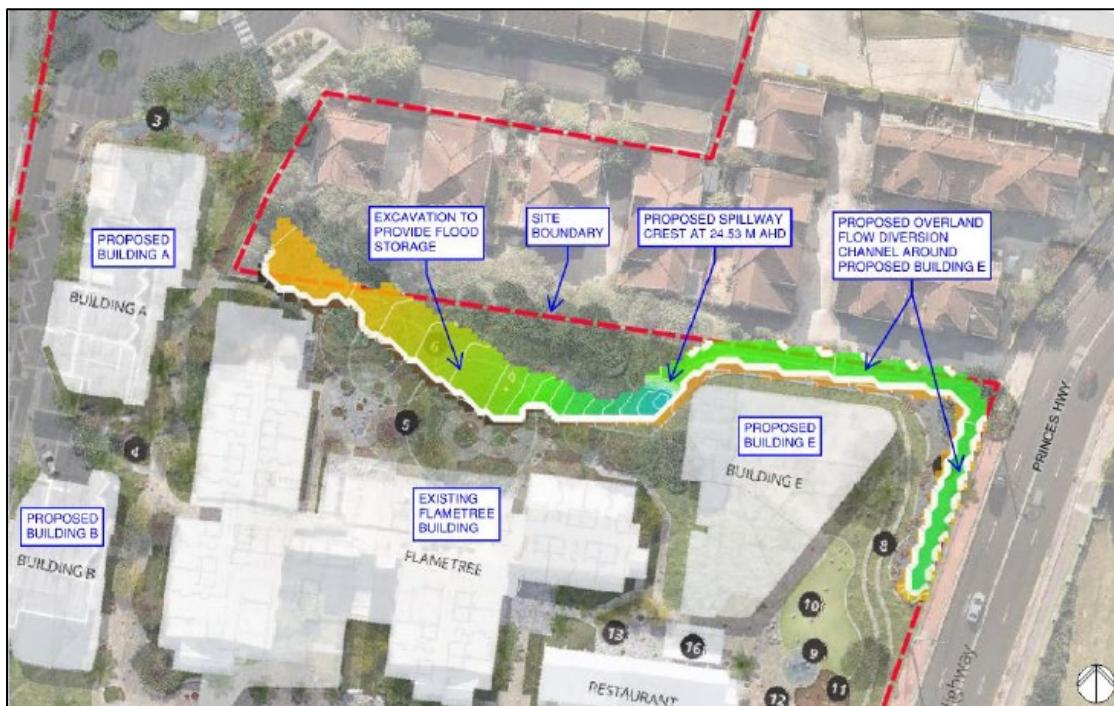 3
EXCAVATION TO
PROVIDE FLOOD
STORAGE
SITE
BOUNDARY
PROPOSED SPILLWAY
CREST AT 24.53 M AHD
PROPOSED OVERLAND
FLOW DIVERSION
CHANNEL AROUND
PROPOSED BUILDING E
PROPOSED
BUILDING A
BUILDING A
5
4
PROPOSED
BUILDING E
BUILDING E
PRINCES HWY
EXISTING
FLAMETREE
BUILDING
FLAMETREE
PROPOSED
BUILDING B
BUILDING B
8
10
13
16
9
11
12
RESTAURANT
Highway